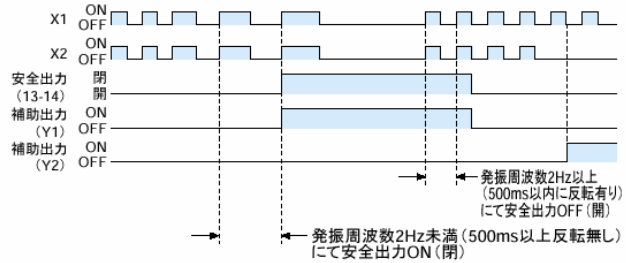 X1 ON
OFF
X2 ON
OFF
安全出力 閉
(13-14) 開
補助出力 ON
(Y1) OFF
補助出力 ON
(Y2) OFF
発振周波数2Hz以上
(500ms以内に反転有り)
にて安全出力OFF(開)
発振周波数2Hz未満(500ms以上反転無し)
にて安全出力ON(閉)